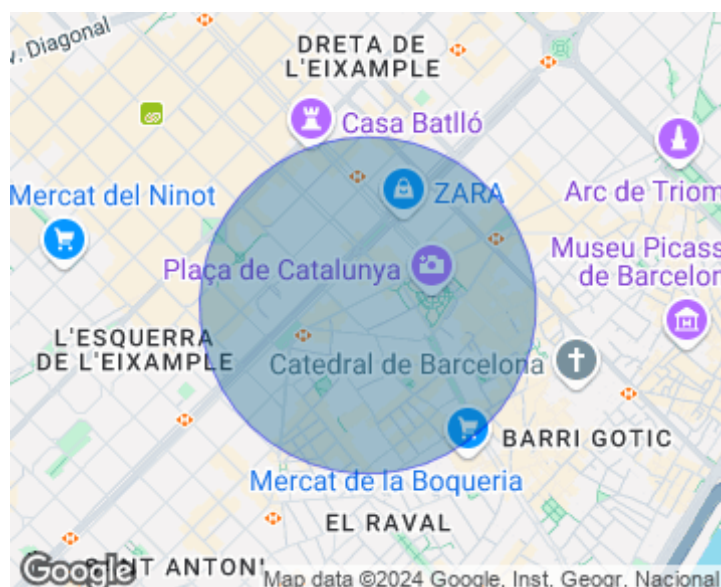 v. Diagonal
DRETA DE
L'EIXAMPLE
Casa Batlló
Mercat del Ninot
ZARA
Arc de Triom
Plaça de Catalunya
Museu Picass
de Barcelon
L'ESQUERRA
DE L'EIXAMPLE
Catedral de Barcelona
BARRI GOTIC
Mercat de la Boqueria
EL RAVAL
SANT ANTONI
Google
Map data ©2024 Google, Inst. Geogr. Nacional